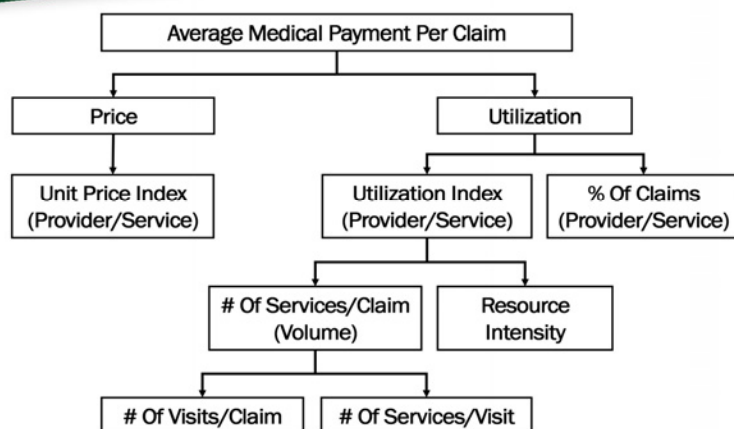 Average Medical Payment Per Claim
Price
Utilization
Unit Price Index
(Provider/Service)
Utilization Index
(Provider/Service)
% Of Claims
(Provider/Service)
# Of Services/Claim
(Volume)
Resource
Intensity
# Of Visits/Claim
# Of Services/Visit